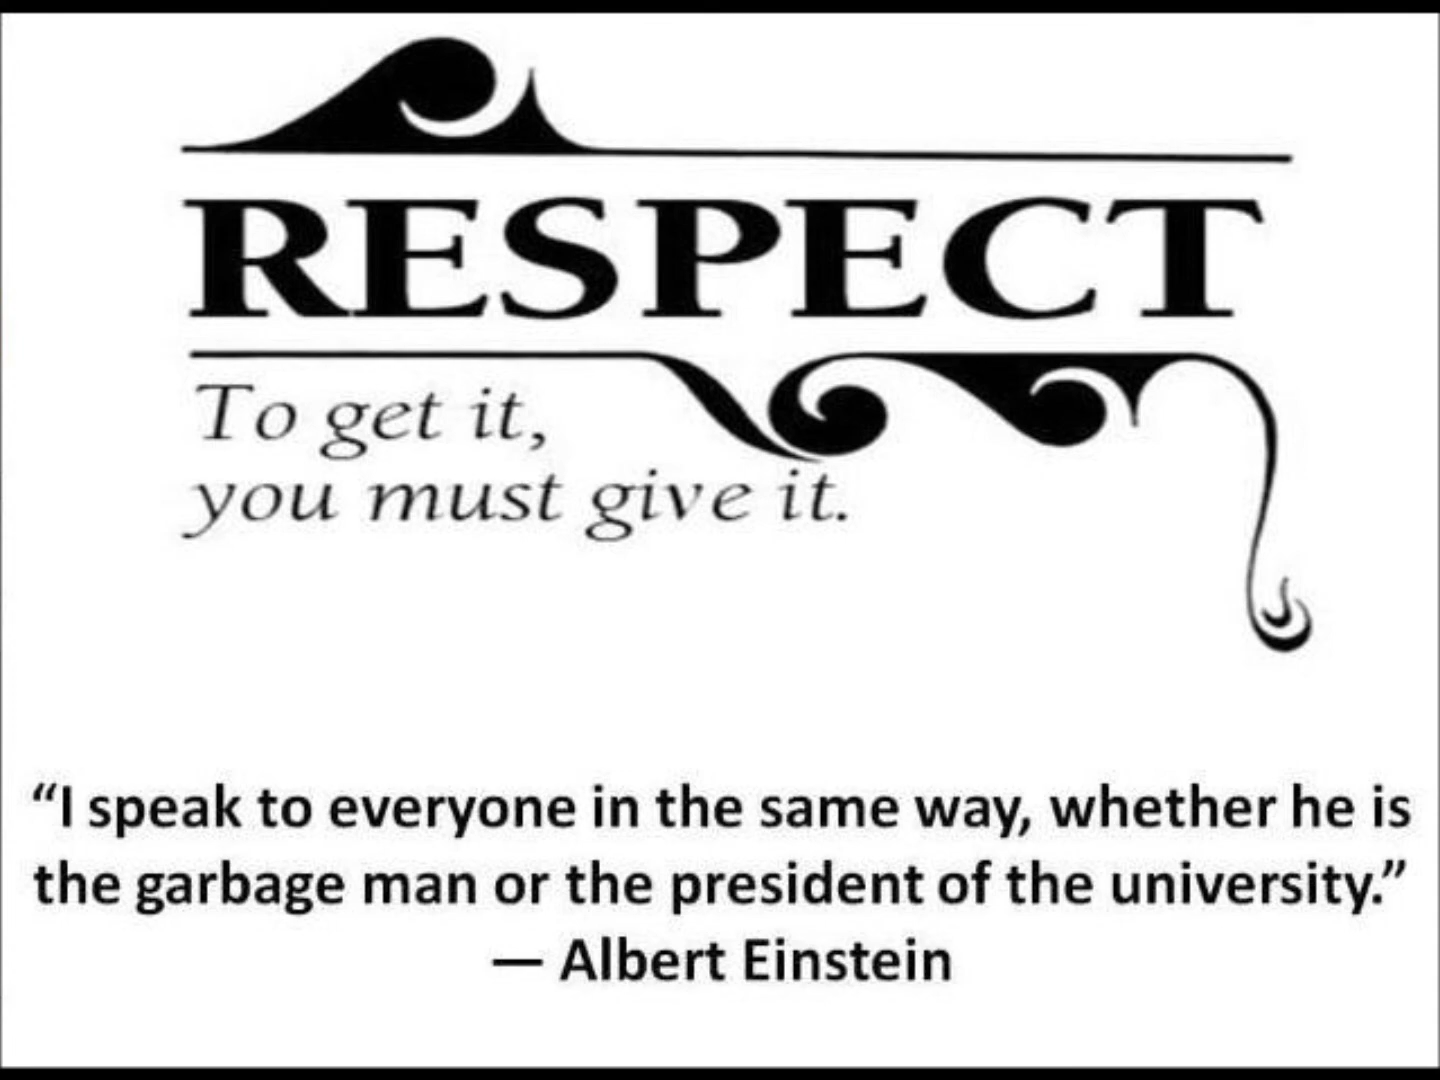 RESPECT
To get it,
you must give it.
“I speak to everyone in the same way, whether he is
the garbage man or the president of the university.”
— Albert Einstein